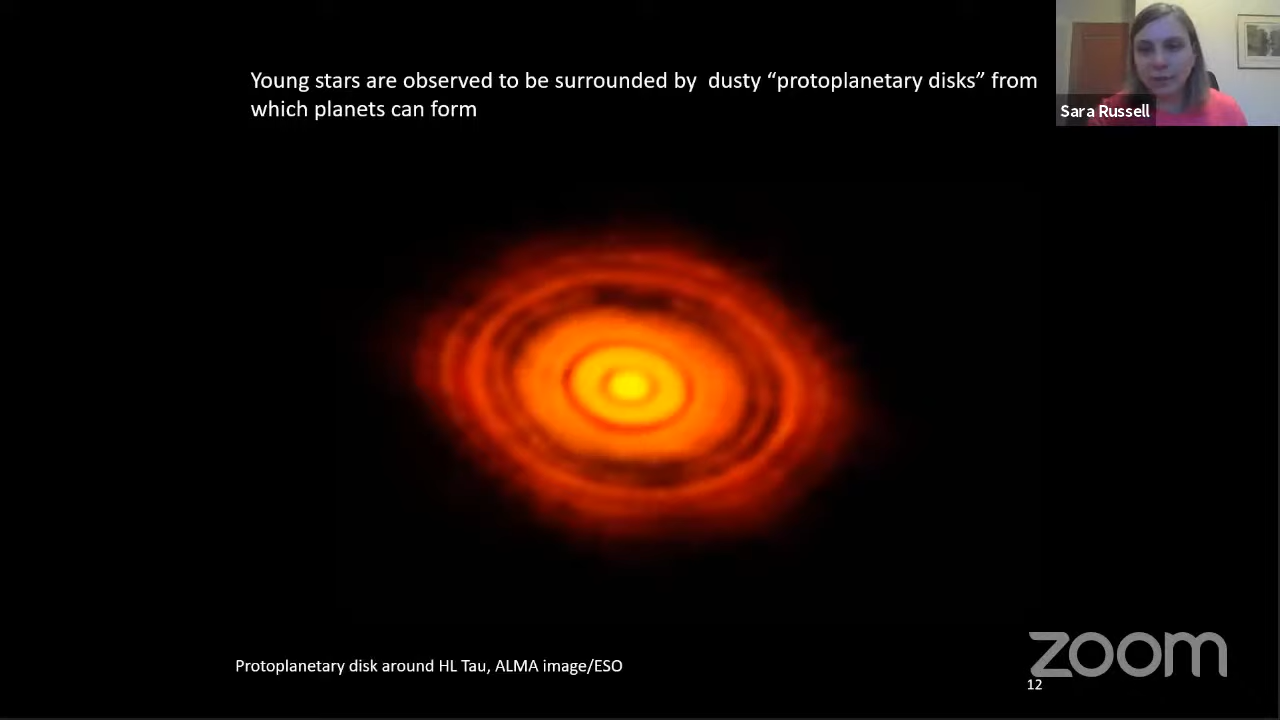 Young stars are observed to be surrounded by  dusty “protoplanetary disks” from
which planets can form
Sara Russell
Protoplanetary disk around HL Tau, ALMA image/ESO
zoom
12